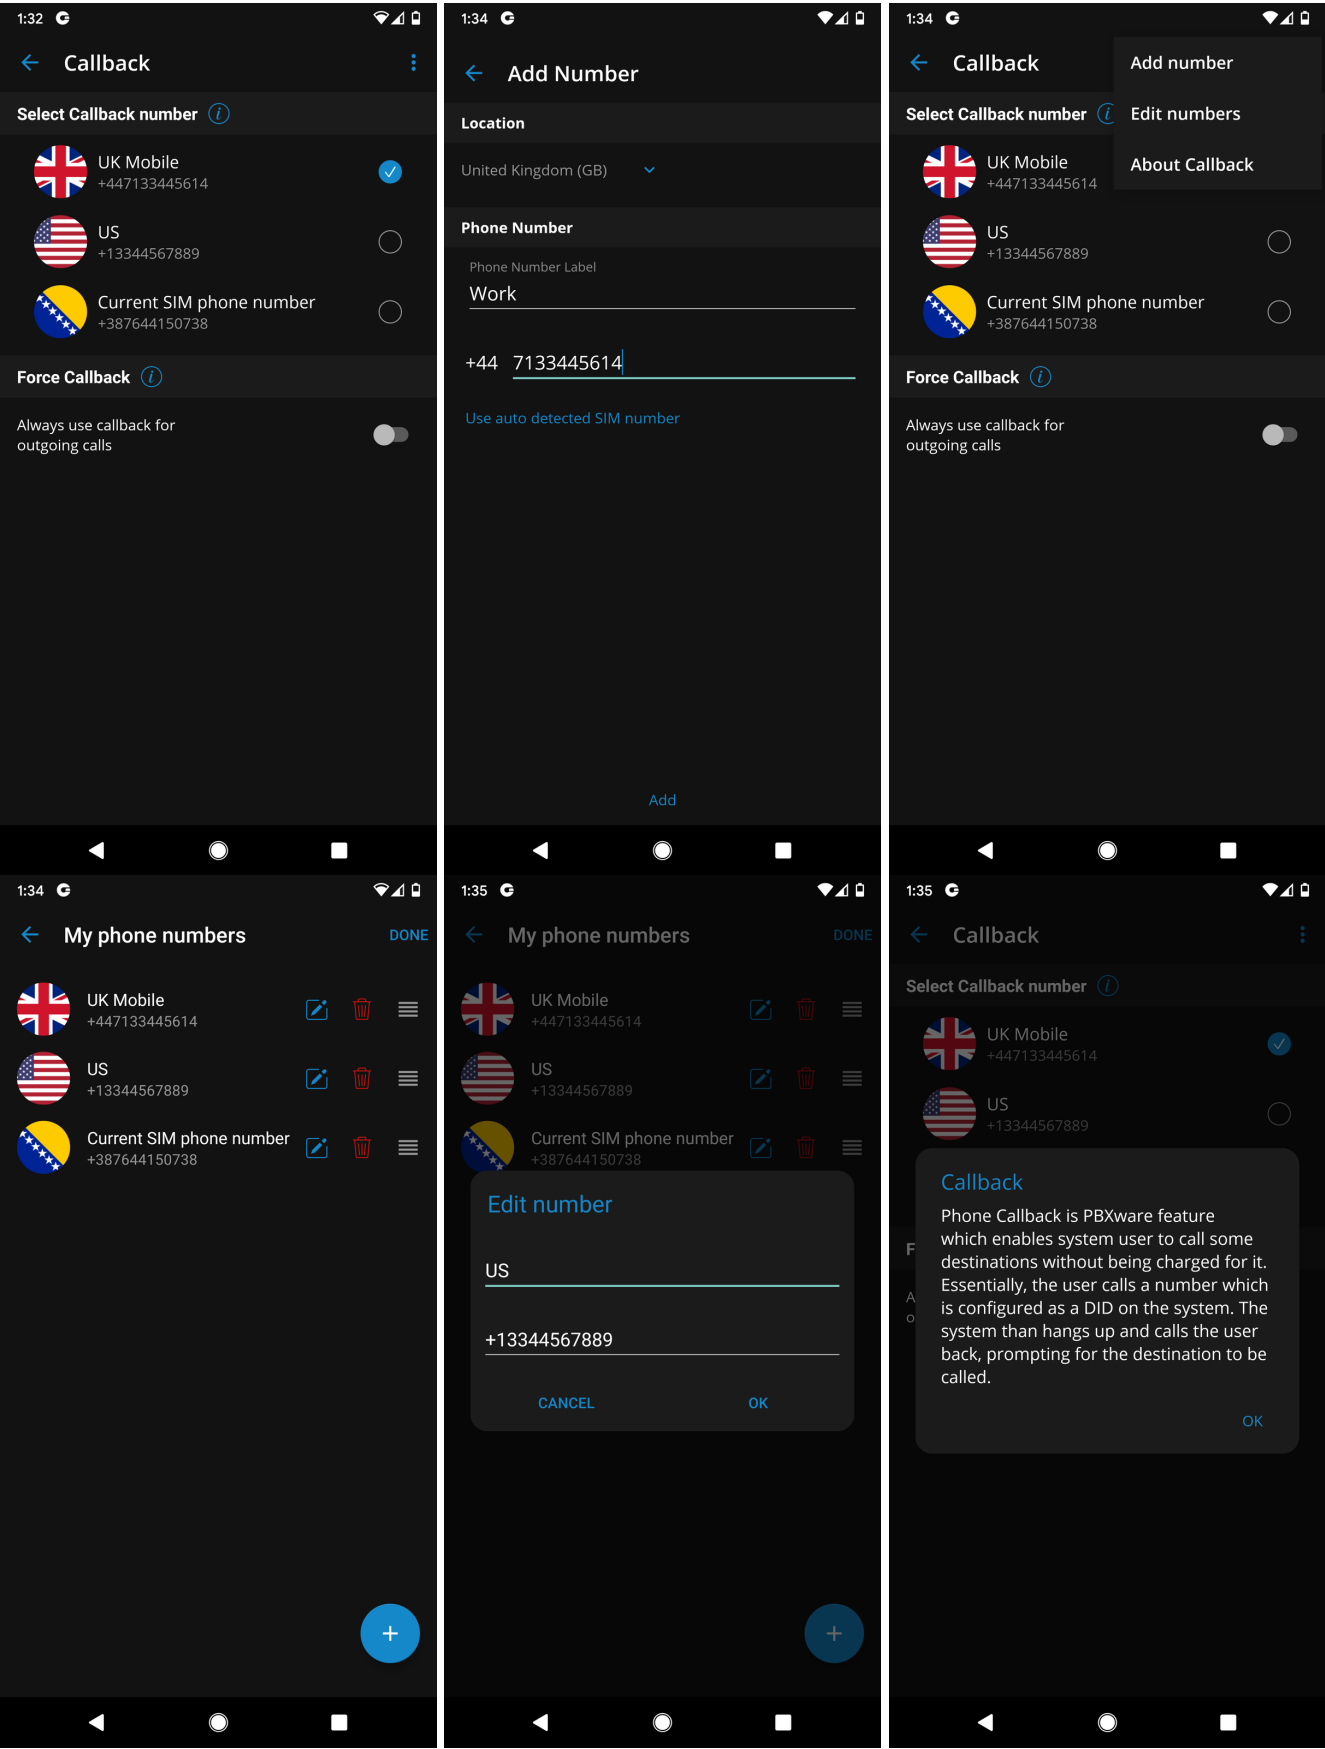 1:32
Callback
Select Callback number
UK Mobile
+447133445614
US
+13344567889
Current SIM phone number
+387644150738
Force Callback
Always use callback for
outgoing calls
1:34
Add Number
Location
United Kingdom (GB)
Phone Number
Phone Number Label
Work
+44 7133445614
Use auto detected SIM number
Add
1:34
Callback
Add number
Edit numbers
About Callback
Select Callback number
UK Mobile
+447133445614
US
+13344567889
Current SIM phone number
+387644150738
Force Callback
Always use callback for
outgoing calls
1:34
My phone numbers
DONE
UK Mobile
+447133445614
US
+13344567889
Current SIM phone number
+387644150738
1:35
My phone numbers
DONE
UK Mobile
+447133445614
US
+13344567889
Current SIM phone number
+387644150738
Edit number
US
+13344567889
CANCEL OK
1:35
Callback
Select Callback number
UK Mobile
+447133445614
US
+13344567889
F
A
o
Callback
Phone Callback is PBXware feature
which enables system user to call some
destinations without being charged for it.
Essentially, the user calls a number which
is configured as a DID on the system. The
system than hangs up and calls the user
back, prompting for the destination to be
called.
OK